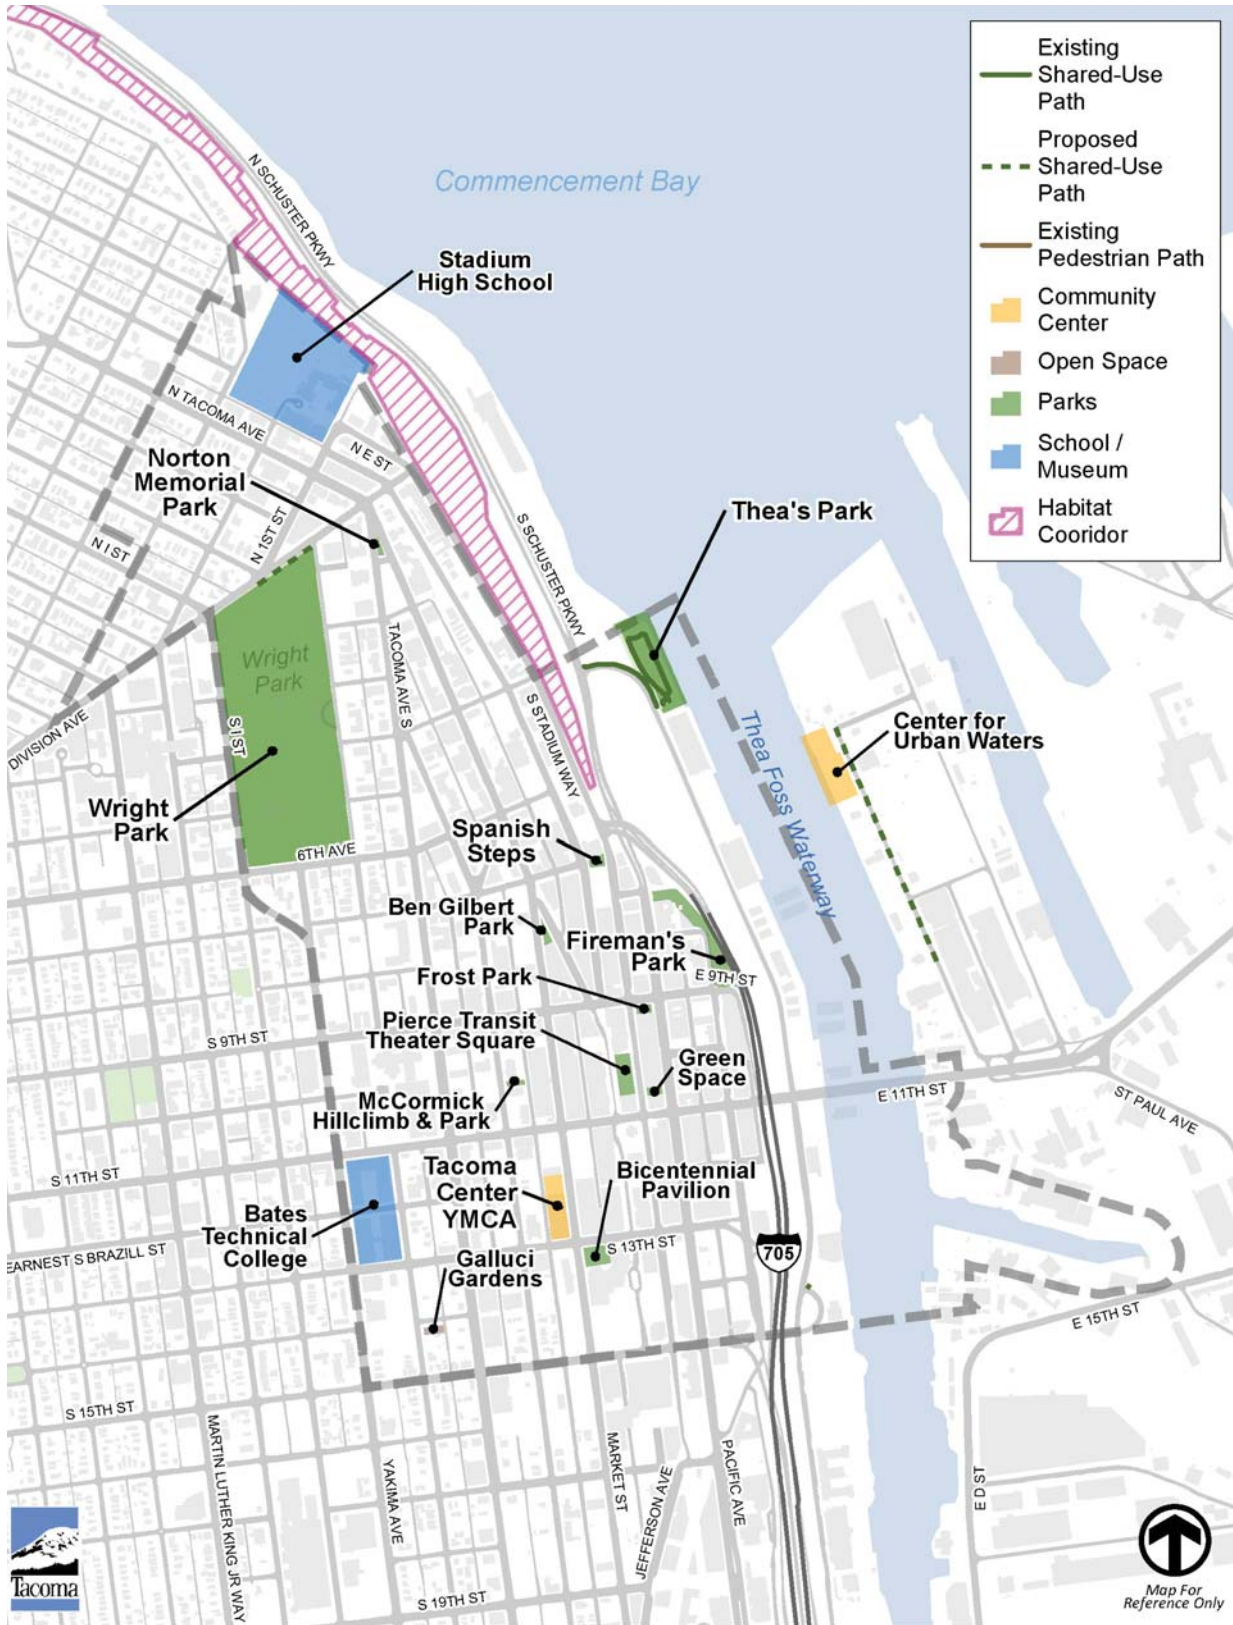 Existing
Shared-Use
Path
Proposed
Shared-Use
Path
Existing
Pedestrian Path
Community
Center
Open Space
Parks
School /
Museum
Habitat
Cooridor
N SCHUSTER PKWY
Commencement Bay
Stadium
High School
N TACOMA AVE
N E ST
Norton
Memorial
Park
N 1ST ST
N I ST
S SCHUSTER PKWY
Thea's Park
Wright
Park
TACOMA AVE S
S I ST
DIVISION AVE
S STADIUM WAY
Thea Foss Waterway
Center for
Urban Waters
Wright
Park
6TH AVE
Spanish
Steps
Ben Gilbert
Park
Fireman's
Park
E 9TH ST
Frost Park
S 9TH ST
Pierce Transit
Theater Square
Green
Space
McCormick
Hillclimb & Park
E 11TH ST
ST PAUL AVE
S 11TH ST
Tacoma
Center
YMCA
Bicentennial
Pavilion
Bates
Technical
College
EARNEST S BRAZILL ST
S 13TH ST
705
Galluci
Gardens
E 15TH ST
S 15TH ST
MARTIN LUTHER KING JR WAY
YAKIMA AVE
MARKET ST
JEFFERSON AVE
PACIFIC AVE
E D ST
S 19TH ST
Tacoma
Map For
Reference Only